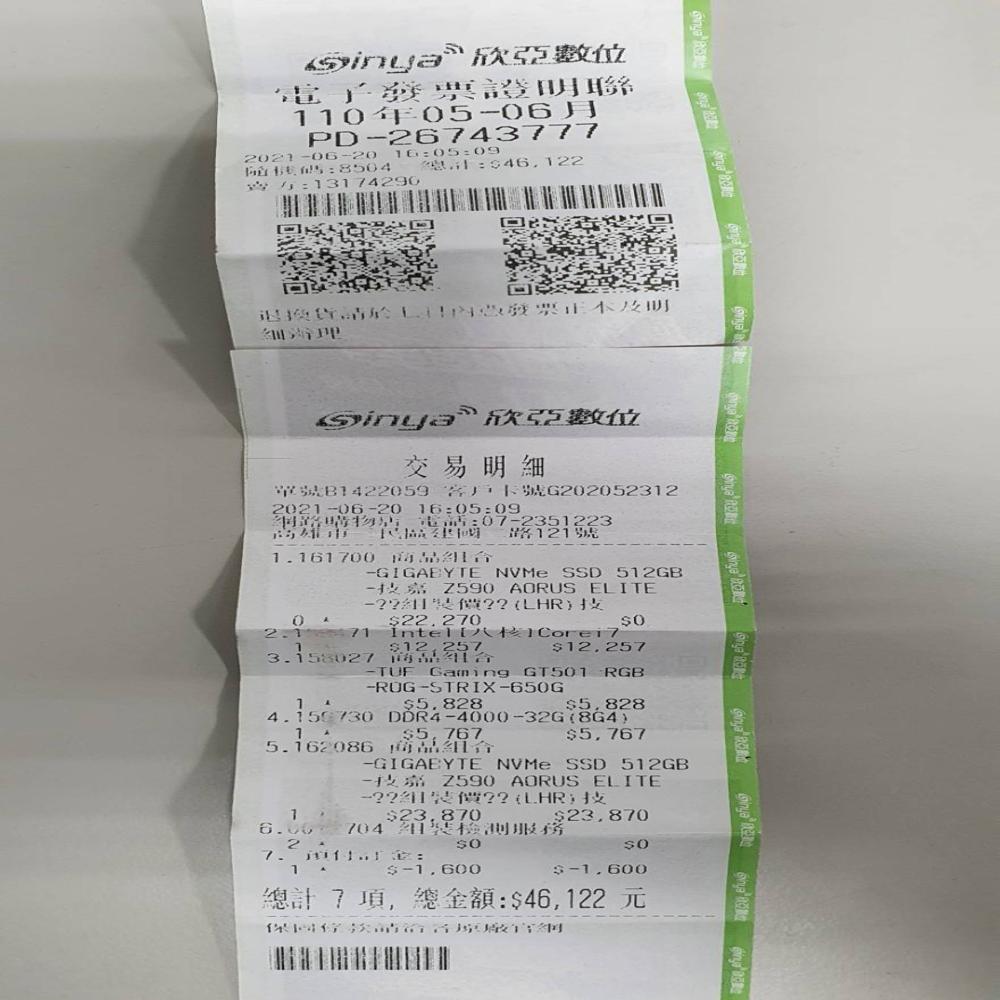 Sinya 欣亞數位
電子發票證明聯
110年05-06月
PD-26743777
2021-06-20 16:05:09
隨機碼:8504 總計:$46,122
賣方:13174290
退換貨請於七日內憑發票正本及明
細辦理
Sinya 欣亞數位
交易明細
單號B1422059 客戶卡號G202052312
2021-06-20 16:05:09
網路購物店 電話:07-2351223
高雄市三民區建國 路121號
1.161700 商品組合
-GIGABYTE NVMe SSD 512GB
-技嘉 Z590 AORUS ELITE
-??組裝價??(LHR)技
0 $22,270 $0
2. 71 Intel[八核]Corei7
1 $12,257 $12,257
3.158027 商品組合
-TUF Gaming GT501 RGB
-ROG-STRIX-650G
1 $5,828 $5,828
4. 730 DDR4-4000-32G(8G4)
1 $5,767 $5,767
5.162086 商品組合
-GIGABYTE NVMe SSD 512GB
-技嘉 Z590 AORUS ELITE
-??組裝價??(LHR)技
1 $23,870 $23,870
6. 704 組裝檢測服務
2 $0 $0
7. 預付訂金:
1 $-1,600 $-1,600
總計 7 項, 總金額:$46,122 元
保固條款請洽各原廠官網